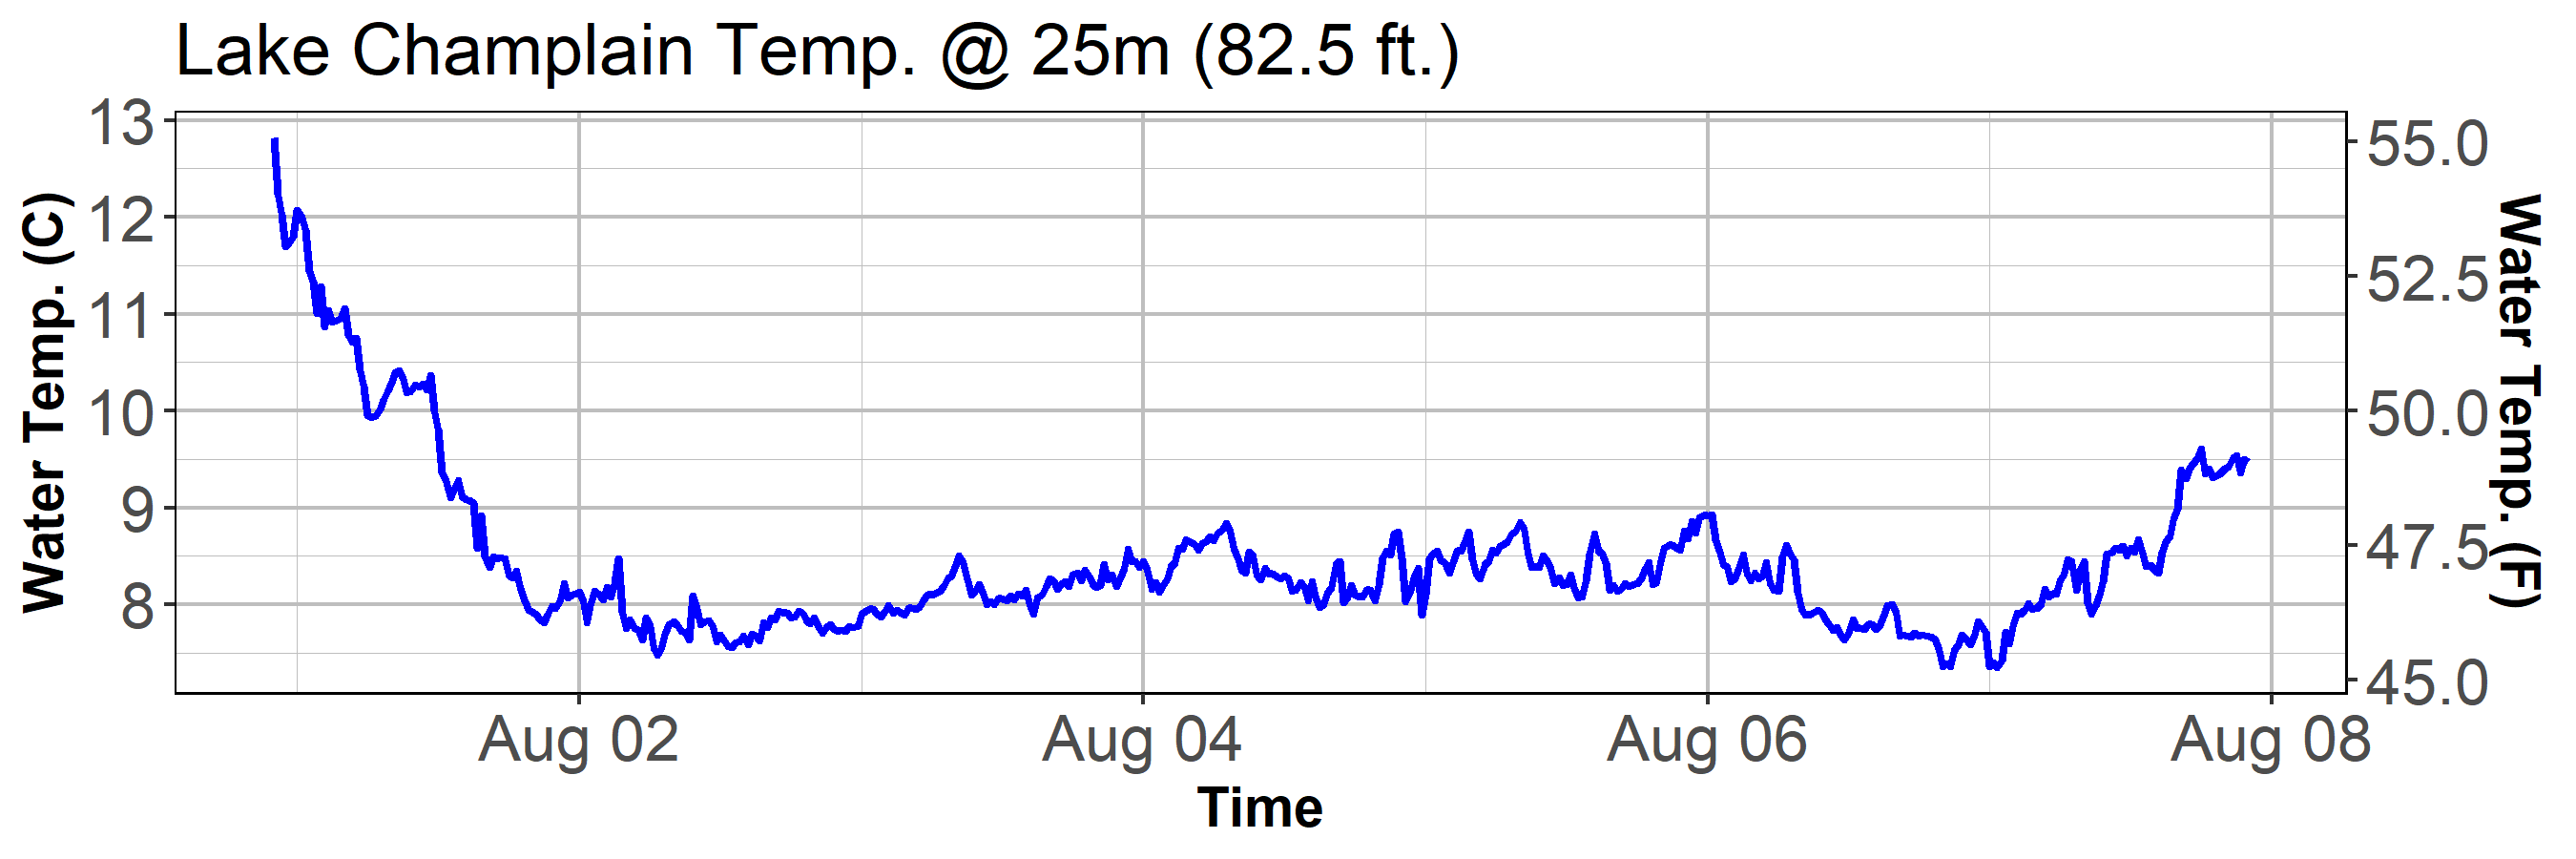 Lake Champlain Temp. @ 25m (82.5 ft.)
Water Temp. (C)
13
12
11
10
9
8
55.0
52.5
50.0
47.5
45.0
Water Temp. (F)
Aug 02 Aug 04 Aug 06 Aug 08
Time